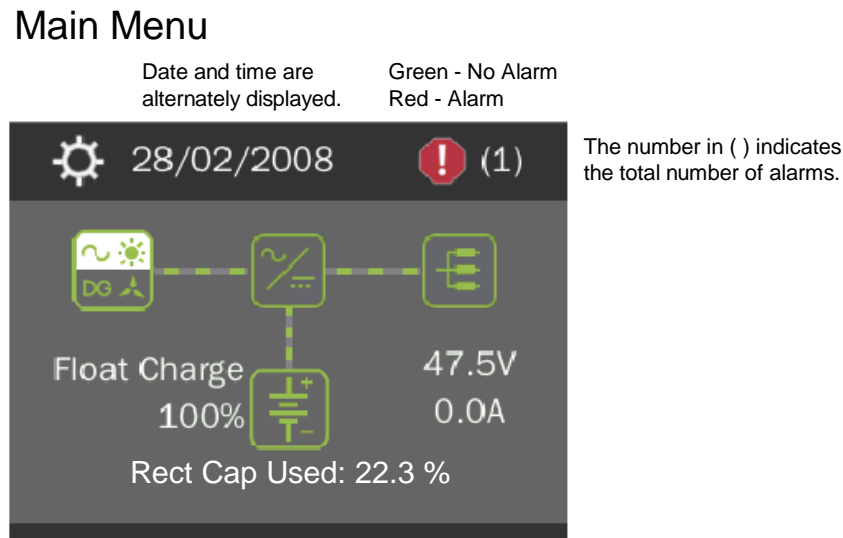 Main Menu
Date and time are
alternately displayed.
Green - No Alarm
Red - Alarm
28/02/2008
! (1)
The number in ( ) indicates
the total number of alarms.
DG
Float Charge
100%
+
-
47.5V
0.0A
Rect Cap Used: 22.3 %